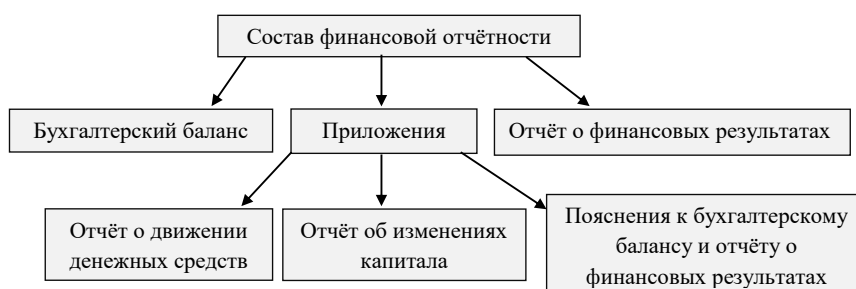 Состав финансовой отчётности
Бухгалтерский баланс
Приложения
Отчёт о финансовых результатах
Отчёт о движении
денежных средств
Отчёт об изменениях
капитала
Пояснения к бухгалтерскому
балансу и отчёту о
финансовых результатах